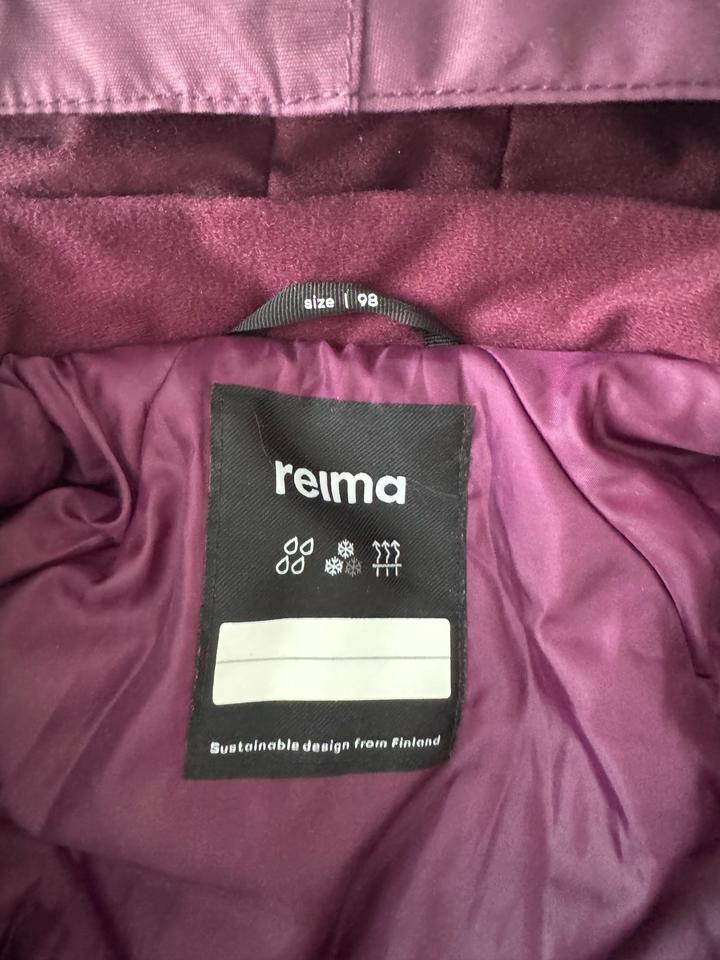 size | 98
reima
Sustainable design from Finland